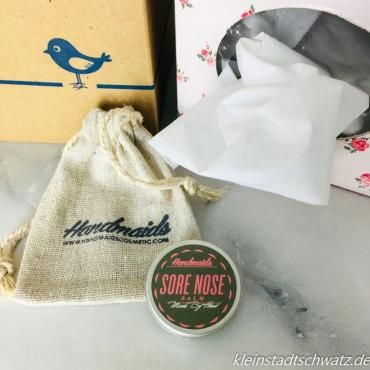 Handmaids
WWW.HANDMAIDSCOSMETIC.COM
Handmaids
SORE NOSE
BALM
Made By Hand
kleinstadtschwatz.de